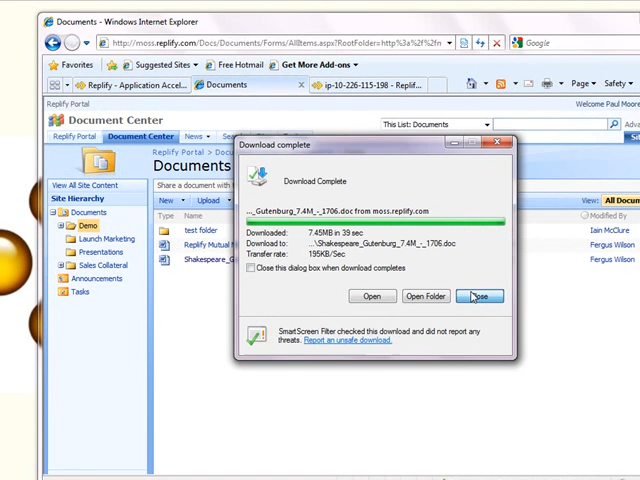 Documents - Windows Internet Explorer
http://moss.replify.com/Docs/Documents/Forms/AllItems.aspx?RootFolder=http%3a%2f%2fn
Google
Favorites Suggested Sites Free Hotmail Get More Add-ons
Replify - Application Accel... Documents ip-10-226-115-198 - Replif... Page Safety
Replify Portal Welcome Paul Moore
Document Center This List: Documents Adva
Replify Portal Document Center News Sites Si
Replify Portal > Docu
Documents
View All Site Content Share a document with t
Site Hierarchy New Upload View: All Docum
Documents Type Name Modified By
Demo test folder Iain McClure
Launch Marketing Replify Mutual N Fergus Wilson
Presentations Shakespeare_G Fergus Wilson
Sales Collateral
Announcements
Tasks
Download complete
Download Complete
..._Gutenburg_7.4M_-_1706.doc from moss.replify.com
Downloaded: 7.45MB in 39 sec
Download to: ...\Shakespeare_Gutenburg_7.4M_-_1706.doc
Transfer rate: 195KB/Sec
Close this dialog box when download completes
Open Open Folder Close
SmartScreen Filter checked this download and did not report any
threats. Report an unsafe download.